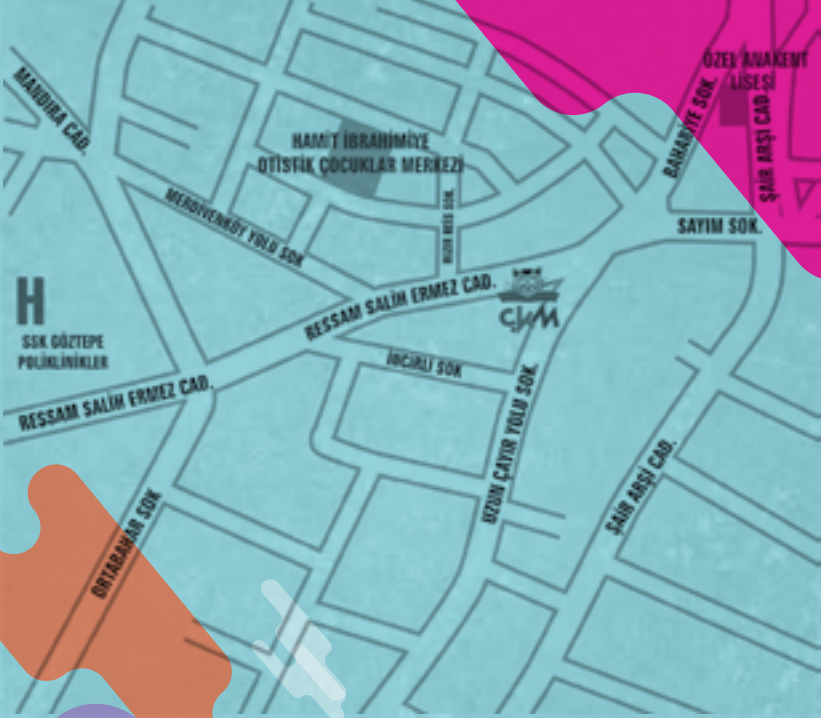 ÖZEL ANAKENT
LİSESİ
MANDIRA CAD.
BAHARİYE SOK.
ŞAİR ARŞİ CAD.
HAMİT İBRAHİMİYE
OTİSTİK ÇOCUKLAR MERKEZİ
MERDİVENKÖY YOLU SOK
SAYIM SOK.
H
SSK GÖZTEPE
POLİKLİNİKLER
RESSAM SALİH ERMEZ CAD.
İNCİRLİ SOK
RESSAM SALİH ERMEZ CAD.
UZUN ÇAYIR YOLU SOK.
ŞAİR ARŞİ CAD.
ORTABAHAR SOK